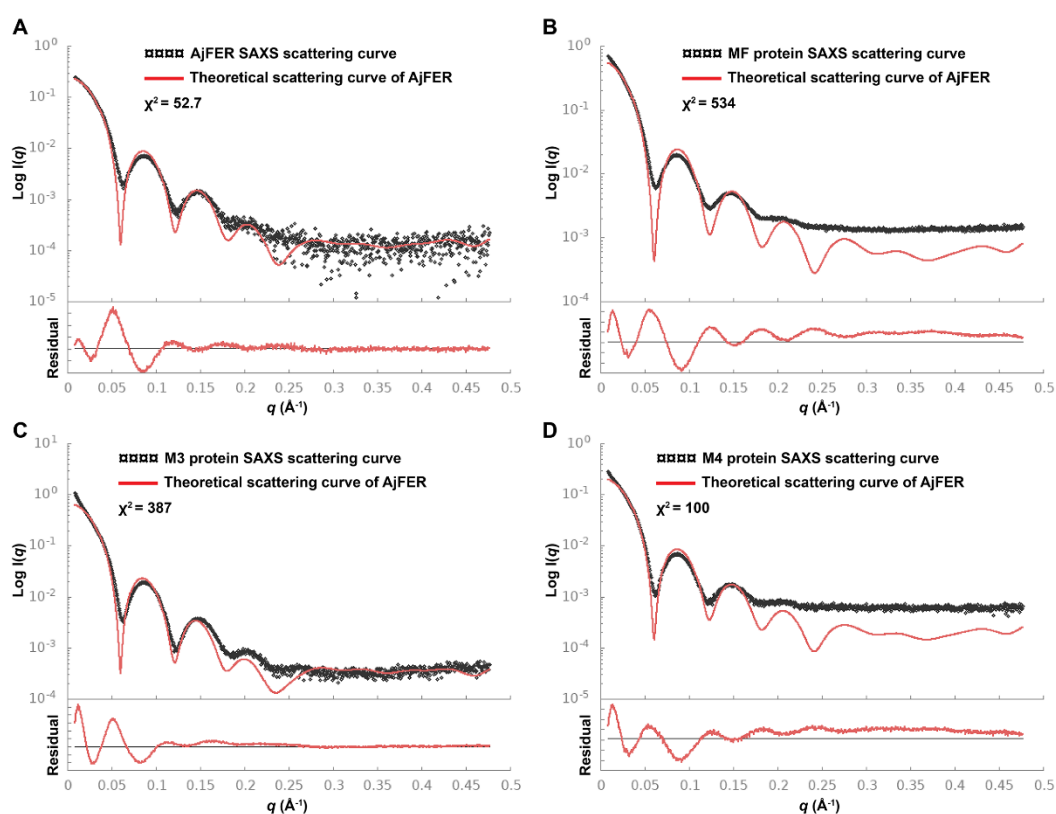 A
¤¤¤¤ AjFER SAXS scattering curve
Theoretical scattering curve of AjFER
χ² = 52.7
Log I(q)
10⁰
10⁻¹
10⁻²
10⁻³
10⁻⁴
10⁻⁵
Residual
0 0.05 0.1 0.15 0.2 0.25 0.3 0.35 0.4 0.45 0.5
q (Å⁻¹)
B
¤¤¤¤ MF protein SAXS scattering curve
Theoretical scattering curve of AjFER
χ² = 534
Log I(q)
10⁰
10⁻¹
10⁻²
10⁻³
10⁻⁴
Residual
0 0.05 0.1 0.15 0.2 0.25 0.3 0.35 0.4 0.45 0.5
q (Å⁻¹)
C
¤¤¤¤ M3 protein SAXS scattering curve
Theoretical scattering curve of AjFER
χ² = 387
Log I(q)
10¹
10⁰
10⁻¹
10⁻²
10⁻³
10⁻⁴
Residual
0 0.05 0.1 0.15 0.2 0.25 0.3 0.35 0.4 0.45 0.5
q (Å⁻¹)
D
¤¤¤¤ M4 protein SAXS scattering curve
Theoretical scattering curve of AjFER
χ² = 100
Log I(q)
10⁰
10⁻¹
10⁻²
10⁻³
10⁻⁴
10⁻⁵
Residual
0 0.05 0.1 0.15 0.2 0.25 0.3 0.35 0.4 0.45 0.5
q (Å⁻¹)